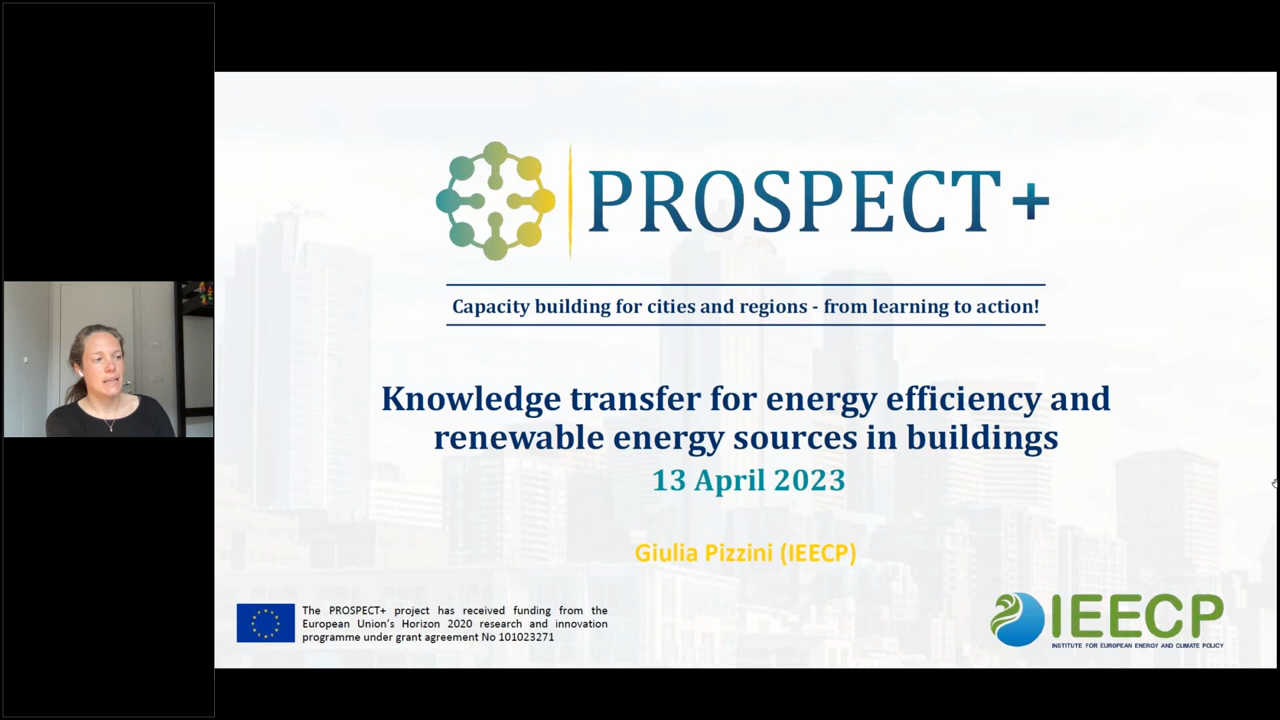 PROSPECT+
Capacity building for cities and regions - from learning to action!
Knowledge transfer for energy efficiency and
renewable energy sources in buildings
13 April 2023
Giulia Pizzini (IEECP)
The PROSPECT+ project has received funding from the
European Union's Horizon 2020 research and innovation
programme under grant agreement No 101023271
IEECP
INSTITUTE FOR EUROPEAN ENERGY AND CLIMATE POLICY